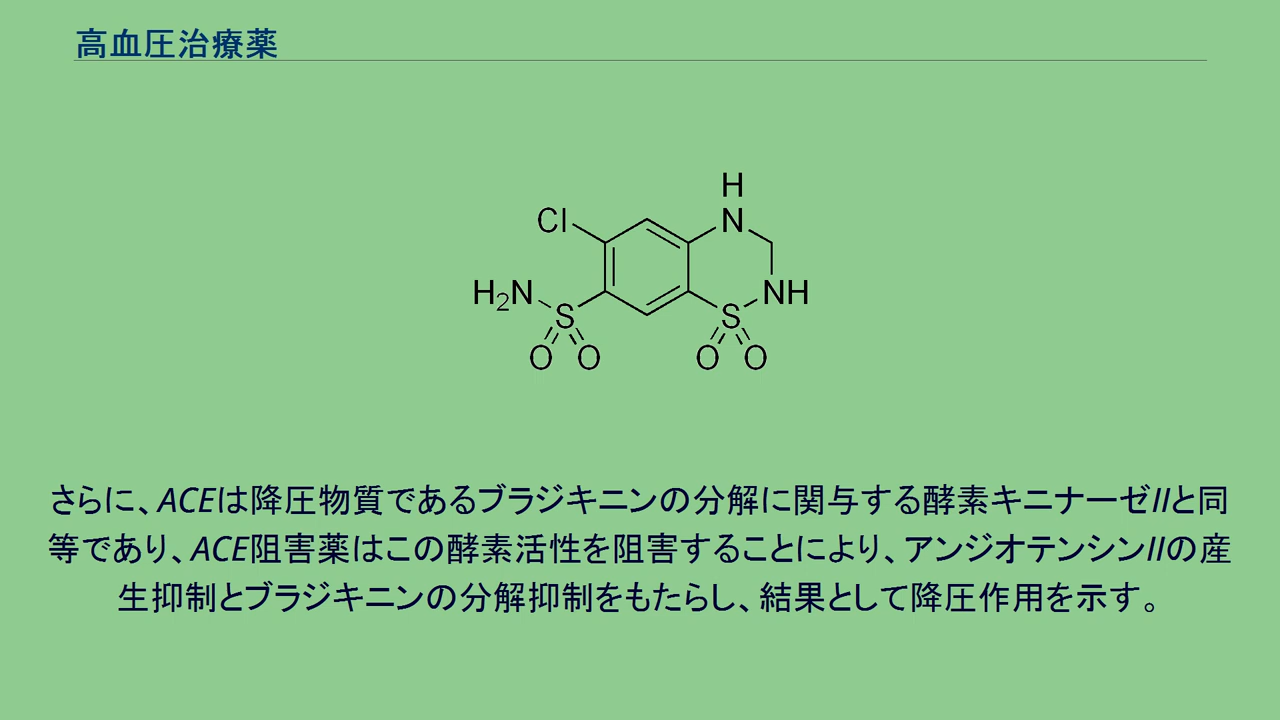 高血圧治療薬
H
Cl
N
H2N
S
S
NH
O
O
O
O
さらに、ACEは降圧物質であるブラジキニンの分解に関与する酵素キニナーゼIIと同
等であり、ACE阻害薬はこの酵素活性を阻害することにより、アンジオテンシンIIの産
生抑制とブラジキニンの分解抑制をもたらし、結果として降圧作用を示す。